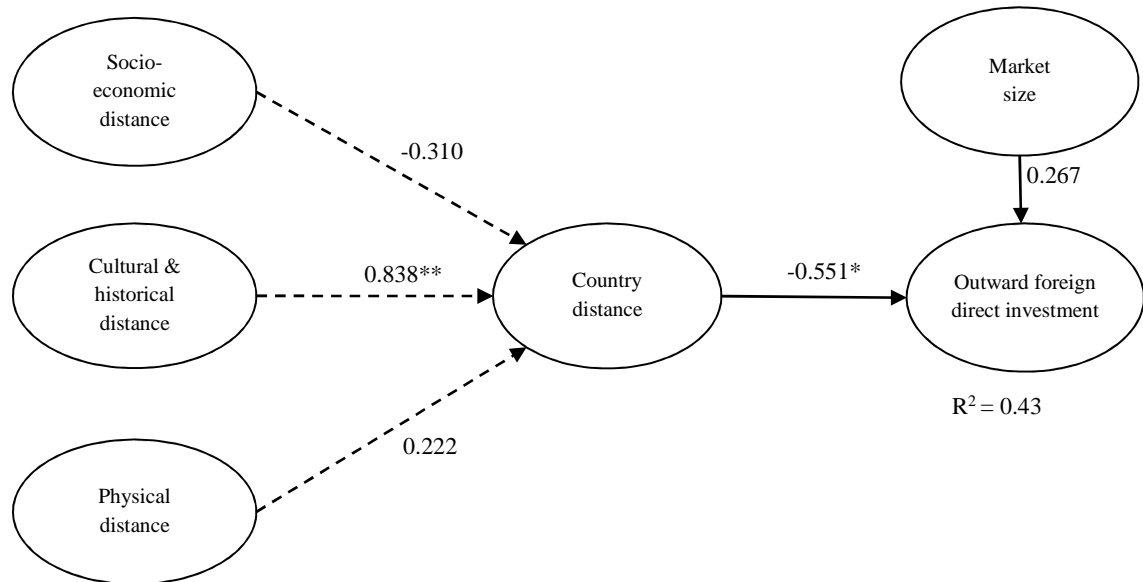 Socio-
economic
distance
-0.310
Market
size
0.267
Cultural &
historical
distance
0.838**
Country
distance
-0.551*
Outward foreign
direct investment
R² = 0.43
0.222
Physical
distance